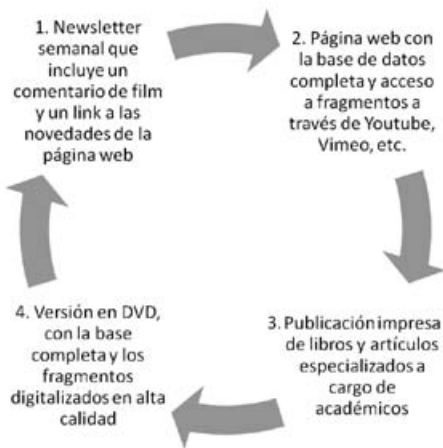 1. Newsletter
semanal que
incluye un
comentario de film
y un link a las
novedades de la
página web
2. Página web con
la base de datos
completa y acceso
a fragmentos a
través de Youtube,
Vimeo, etc.
3. Publicación impresa
de libros y artículos
especializados a
cargo de
académicos
4. Versión en DVD,
con la base
completa y los
fragmentos
digitalizados en alta
calidad